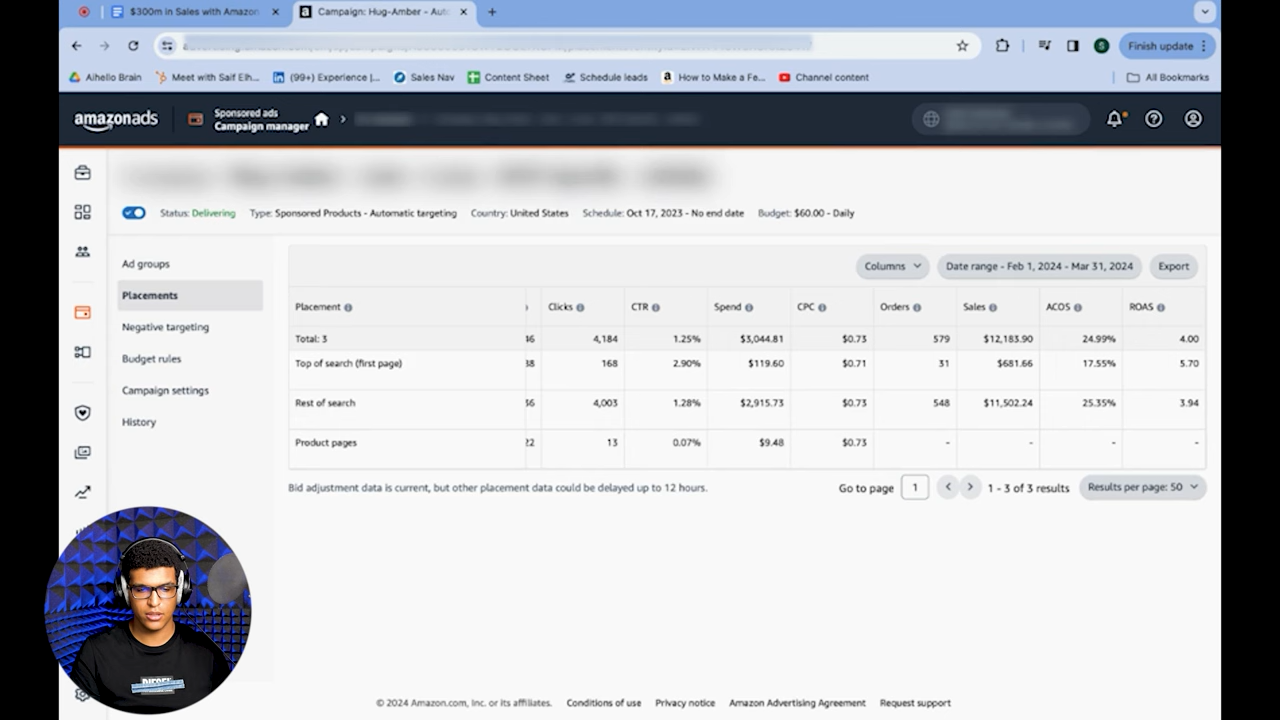 $300m in Sales with Amazon
Campaign: Hug-Amber - Auto
Finish update
Aihello Brain
Meet with Saif Elh...
(99+) Experience |...
Sales Nav
Content Sheet
Schedule leads
How to Make a Fe...
Channel content
All Bookmarks
amazonads
Sponsored ads
Campaign manager
Status: Delivering Type: Sponsored Products - Automatic targeting Country: United States Schedule: Oct 17, 2023 - No end date Budget: $60.00 - Daily
Ad groups
Placements
Negative targeting
Budget rules
Campaign settings
History
Columns Date range - Feb 1, 2024 - Mar 31, 2024 Export
Placement Clicks CTR Spend CPC Orders Sales ACOS ROAS
Total: 3 4,184 1.25% $3,044.81 $0.73 579 $12,183.90 24.99% 4.00
Top of search (first page) 168 2.90% $119.60 $0.71 31 $681.66 17.55% 5.70
Rest of search 4,003 1.28% $2,915.73 $0.73 548 $11,502.24 25.35% 3.94
Product pages 22 13 0.07% $9.48 $0.73 - - - -
Bid adjustment data is current, but other placement data could be delayed up to 12 hours.
Go to page 1 1 - 3 of 3 results Results per page: 50
DIESEL
© 2024 Amazon.com, Inc. or its affiliates. Conditions of use Privacy notice Amazon Advertising Agreement Request support